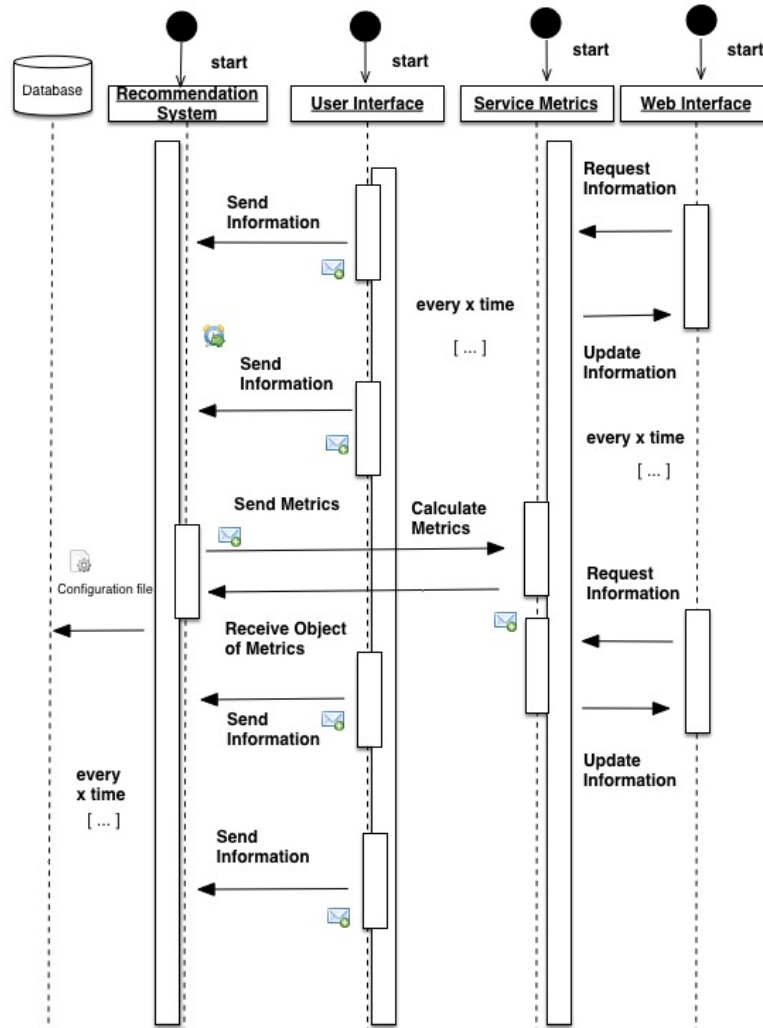 start
start
start
start
Database
Recommendation
System
User Interface
Service Metrics
Web Interface
Request
Information
Send
Information
every x time
[ ... ]
Update
Information
Send
Information
every x time
[ ... ]
Send Metrics
Calculate
Metrics
Configuration file
Request
Information
Receive Object
of Metrics
Send
Information
Update
Information
every
x time
[ ... ]
Send
Information